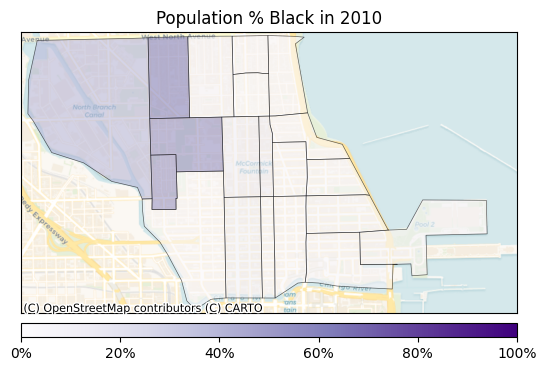 Population % Black in 2010
Avenue
West North Avenue
North Branch
Canal
McCormick
Fountain
(C) OpenStreetMap contributors (C) CARTO
0% 20% 40% 60% 80% 100%